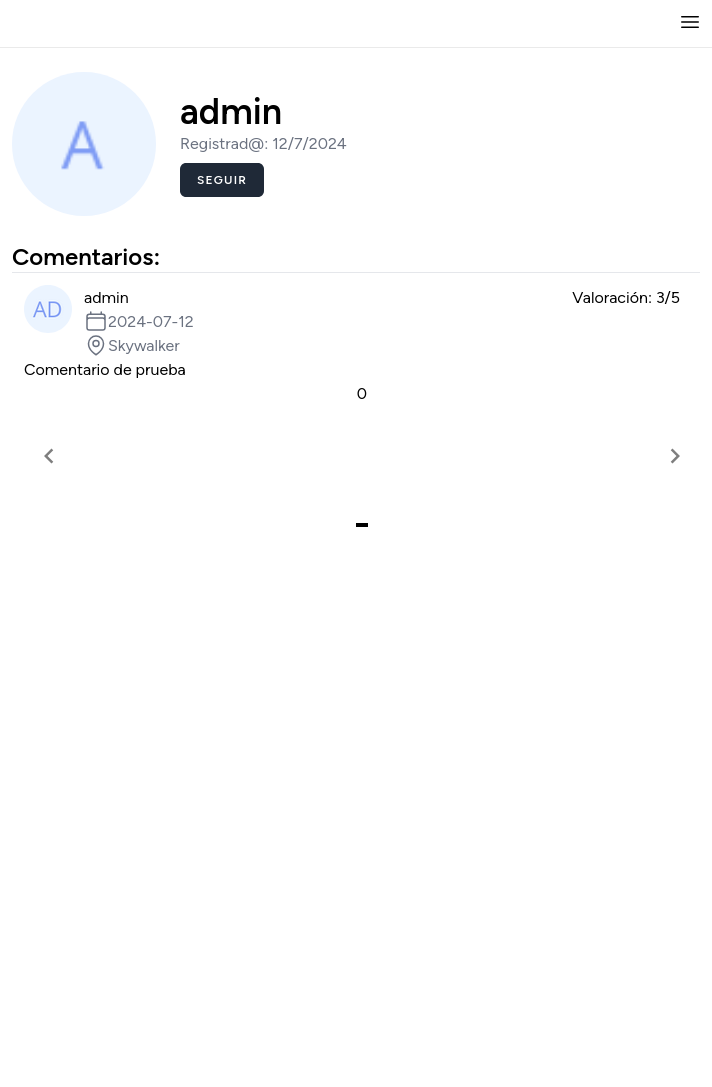 A
admin
Registrad@: 12/7/2024
SEGUIR
Comentarios:
AD
admin
Valoración: 3/5
2024-07-12
Skywalker
Comentario de prueba
0